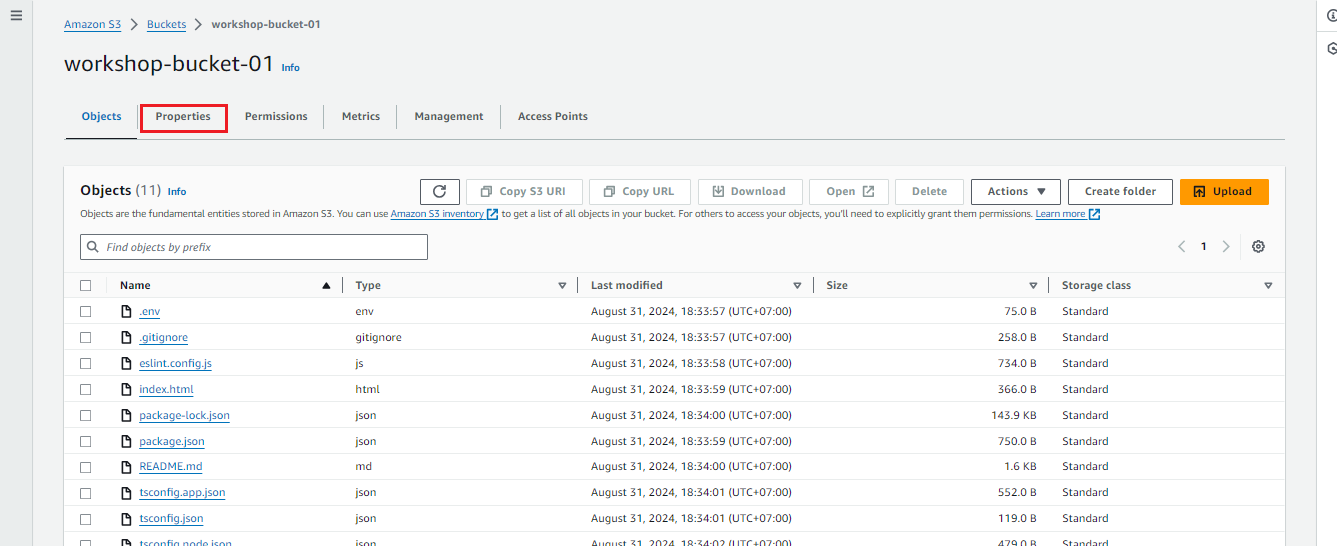 Amazon S3 > Buckets > workshop-bucket-01
workshop-bucket-01 Info
Objects Properties Permissions Metrics Management Access Points
Objects (11) Info
Copy S3 URI Copy URL Download Open Delete Actions Create folder Upload
Objects are the fundamental entities stored in Amazon S3. You can use Amazon S3 inventory to get a list of all objects in your bucket. For others to access your objects, you'll need to explicitly grant them permissions. Learn more
Find objects by prefix 1
Name Type Last modified Size Storage class
.env env August 31, 2024, 18:33:57 (UTC+07:00) 75.0 B Standard
.gitignore gitignore August 31, 2024, 18:33:57 (UTC+07:00) 258.0 B Standard
eslint.config.js js August 31, 2024, 18:33:58 (UTC+07:00) 734.0 B Standard
index.html html August 31, 2024, 18:33:59 (UTC+07:00) 366.0 B Standard
package-lock.json json August 31, 2024, 18:34:00 (UTC+07:00) 143.9 KB Standard
package.json json August 31, 2024, 18:33:59 (UTC+07:00) 750.0 B Standard
README.md md August 31, 2024, 18:34:00 (UTC+07:00) 1.6 KB Standard
tsconfig.app.json json August 31, 2024, 18:34:01 (UTC+07:00) 552.0 B Standard
tsconfig.json json August 31, 2024, 18:34:01 (UTC+07:00) 119.0 B Standard
tsconfig.node.json json August 31, 2024, 18:34:02 (UTC+07:00) 479.0 B Standard